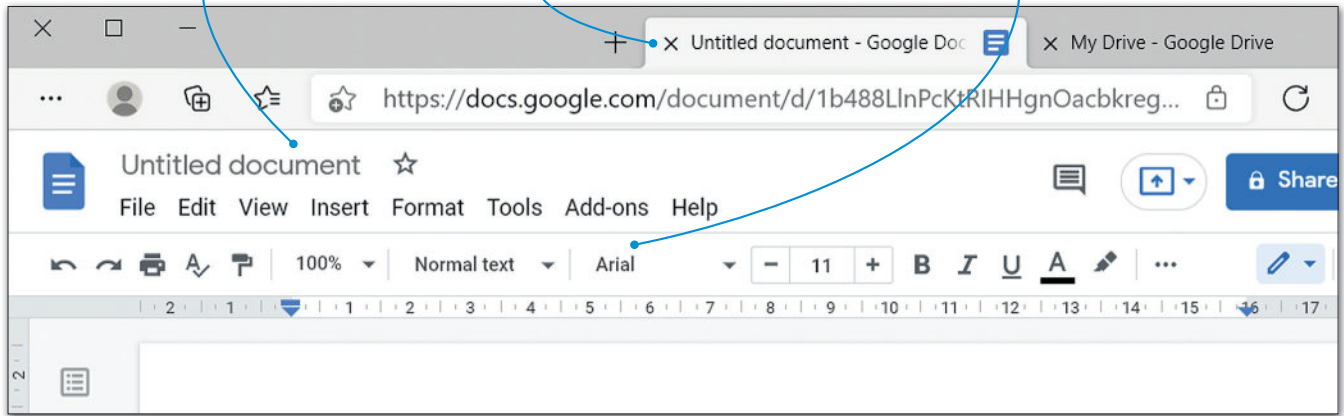 Untitled document - Google Doc
My Drive - Google Drive
https://docs.google.com/document/d/1b488LlnPcKtRIHHgnOacbkreg...
Untitled document
Share
File Edit View Insert Format Tools Add-ons Help
100% Normal text Arial - 11 + B I U A ...
2 1 1 2 3 4 5 6 7 8 9 10 11 12 13 14 15 16 17
2